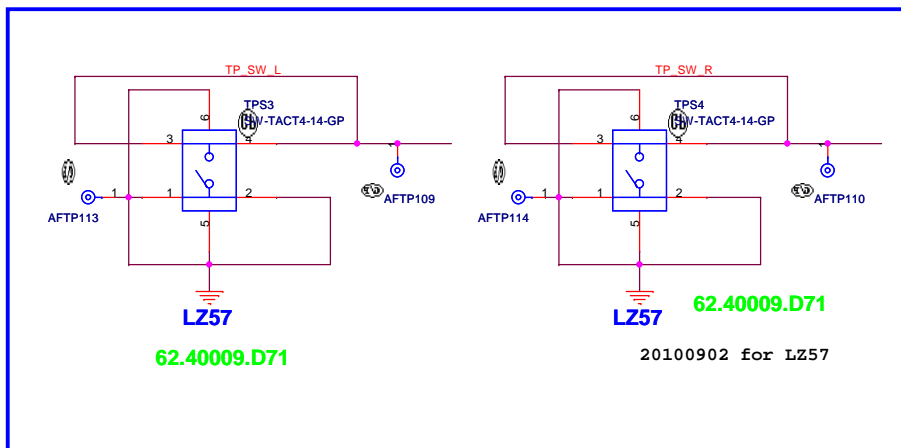 TP_SW_L
TPS3
SW-TACT4-14-GP
6
3
4
1
1
2
AFTP113
AFTP109
5
LZ57
62.40009.D71
TP_SW_R
TPS4
SW-TACT4-14-GP
6
3
4
1
1
2
AFTP114
AFTP110
5
LZ57
62.40009.D71
20100902 for LZ57